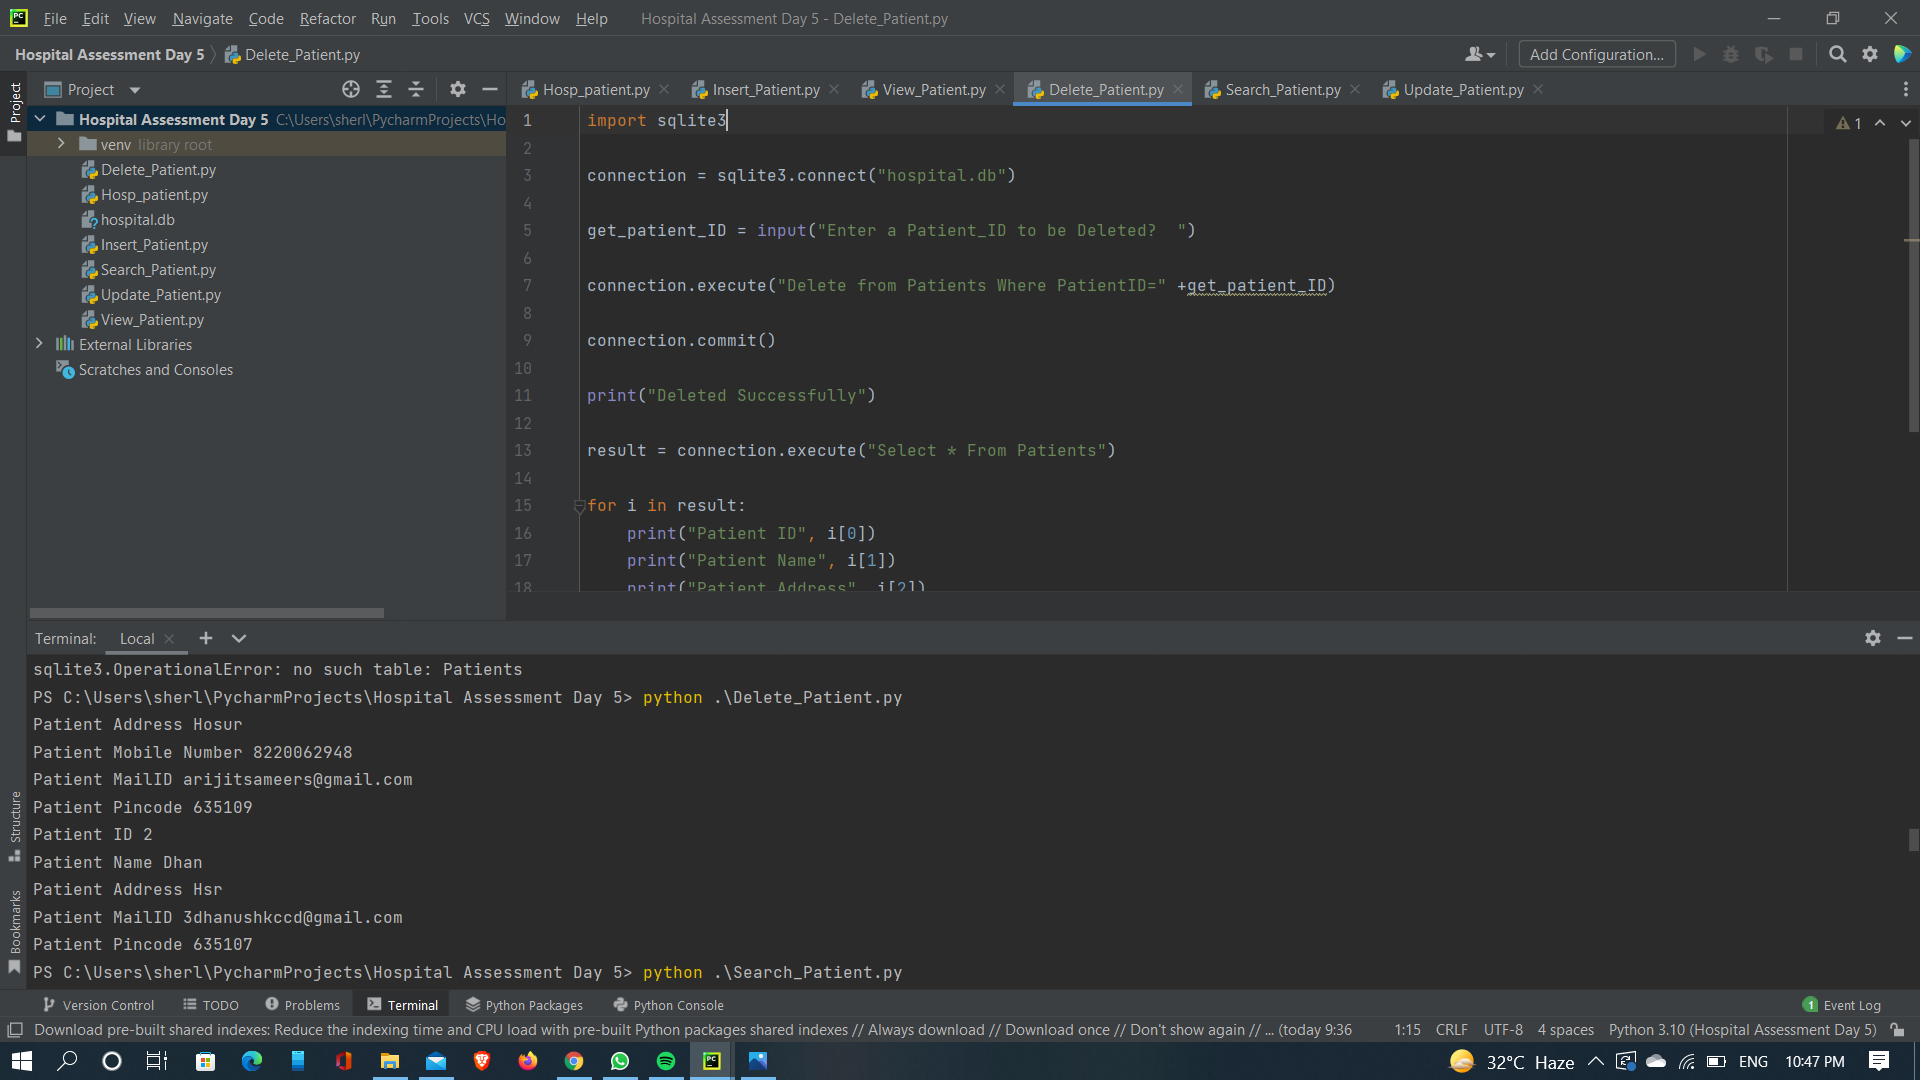 File Edit View Navigate Code Refactor Run Tools VCS Window Help Hospital Assessment Day 5 - Delete_Patient.py
Hospital Assessment Day 5 Delete_Patient.py Add Configuration...
Project
Project
Hosp_patient.py Insert_Patient.py View_Patient.py Delete_Patient.py Search_Patient.py Update_Patient.py
Hospital Assessment Day 5 C:\Users\sherl\PycharmProjects\Ho
venv library root
Delete_Patient.py
Hosp_patient.py
hospital.db
Insert_Patient.py
Search_Patient.py
Update_Patient.py
View_Patient.py
External Libraries
Scratches and Consoles
1 import sqlite3
1
2
3 connection = sqlite3.connect("hospital.db")
4
5 get_patient_ID = input("Enter a Patient_ID to be Deleted?  ")
6
7 connection.execute("Delete from Patients Where PatientID=" +get_patient_ID)
8
9 connection.commit()
10
11 print("Deleted Successfully")
12
13 result = connection.execute("Select * From Patients")
14
15 for i in result:
16 print("Patient ID", i[0])
17 print("Patient Name", i[1])
18 print("Patient Address", i[2])
Terminal: Local
sqlite3.OperationalError: no such table: Patients
PS C:\Users\sherl\PycharmProjects\Hospital Assessment Day 5> python .\Delete_Patient.py
Patient Address Hosur
Patient Mobile Number 8220062948
Patient MailID arijitsameers@gmail.com
Patient Pincode 635109
Patient ID 2
Patient Name Dhan
Patient Address Hsr
Patient MailID 3dhanushkccd@gmail.com
Patient Pincode 635107
PS C:\Users\sherl\PycharmProjects\Hospital Assessment Day 5> python .\Search_Patient.py
Structure
Bookmarks
Version Control TODO Problems Terminal Python Packages Python Console 1 Event Log
Download pre-built shared indexes: Reduce the indexing time and CPU load with pre-built Python packages shared indexes // Always download // Download once // Don't show again // ... (today 9:36 1:15 CRLF UTF-8 4 spaces Python 3.10 (Hospital Assessment Day 5)
32°C Haze ENG 10:47 PM